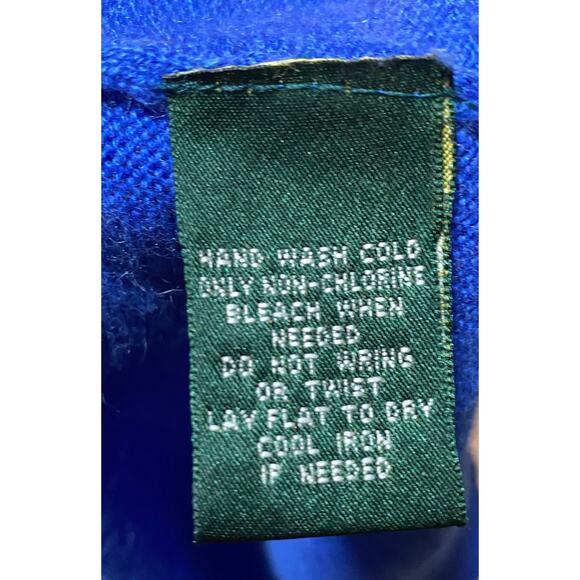 HAND WASH COLD
ONLY NON-CHLORINE
BLEACH WHEN
NEEDED
DO NOT WRING
OR TWIST
LAY FLAT TO DRY
COOL IRON
IF NEEDED